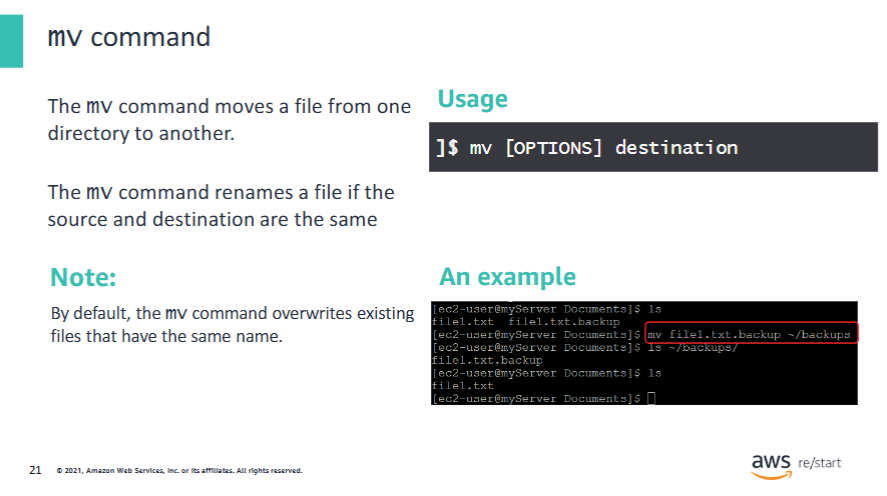 mv command
The mv command moves a file from one
directory to another.
The mv command renames a file if the
source and destination are the same
Note:
By default, the mv command overwrites existing
files that have the same name.
Usage
]$ mv [OPTIONS] destination
An example
[ec2-user@myServer Documents]$ ls
file1.txt  file1.txt.backup
[ec2-user@myServer Documents]$ mv file1.txt.backup ~/backups
[ec2-user@myServer Documents]$ ls ~/backups/
file1.txt.backup
[ec2-user@myServer Documents]$ ls
file1.txt
[ec2-user@myServer Documents]$
21 © 2021, Amazon Web Services, Inc. or its affiliates. All rights reserved.
aws re/start